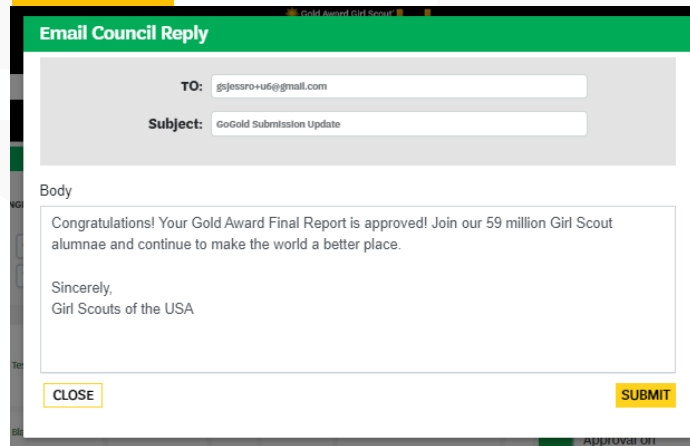 Gold Award Girl Scout
Email Council Reply
TO: gsjessro+u6@gmail.com
Subject: GoGold Submission Update
Body
Congratulations! Your Gold Award Final Report is approved! Join our 59 million Girl Scout
alumnae and continue to make the world a better place.
Sincerely,
Girl Scouts of the USA
CLOSE SUBMIT
Approval on